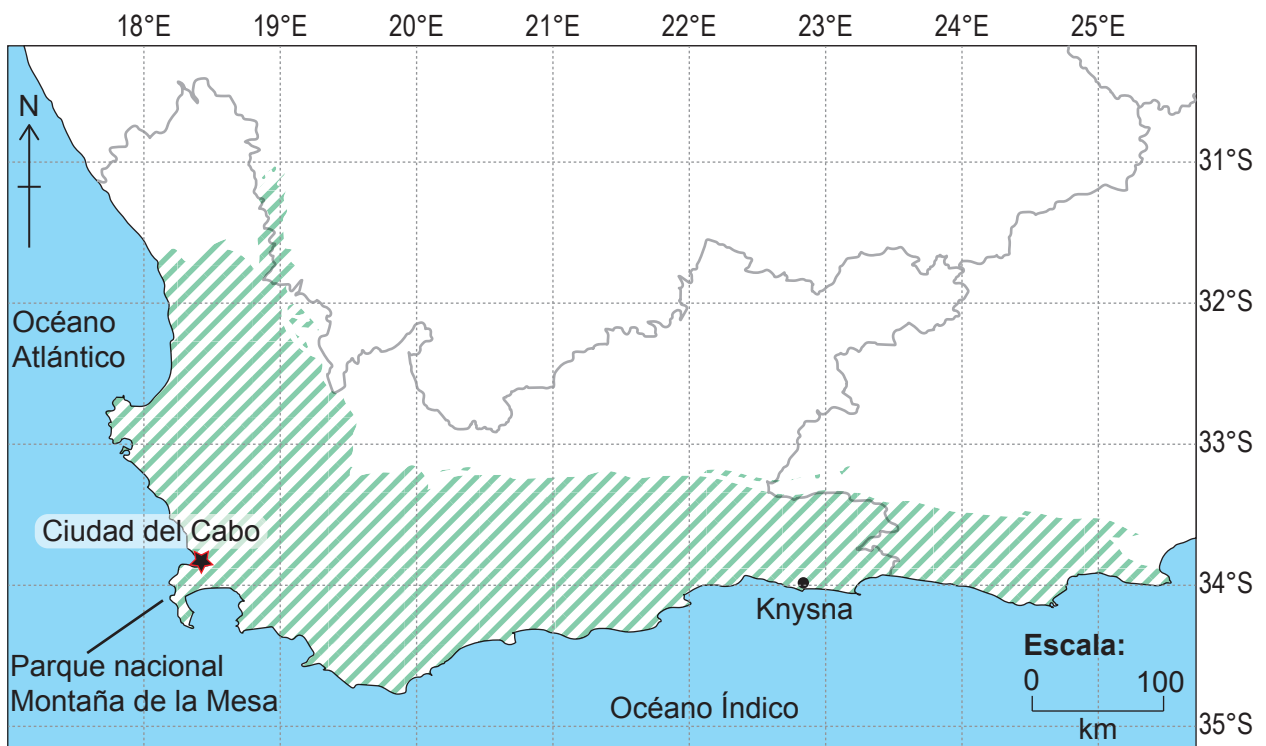 18°E 19°E 20°E 21°E 22°E 23°E 24°E 25°E
N
31°S
32°S
Océano
Atlántico
33°S
Ciudad del Cabo
34°S
Knysna
Parque nacional
Montaña de la Mesa
Océano Índico
Escala:
0 100
km
35°S